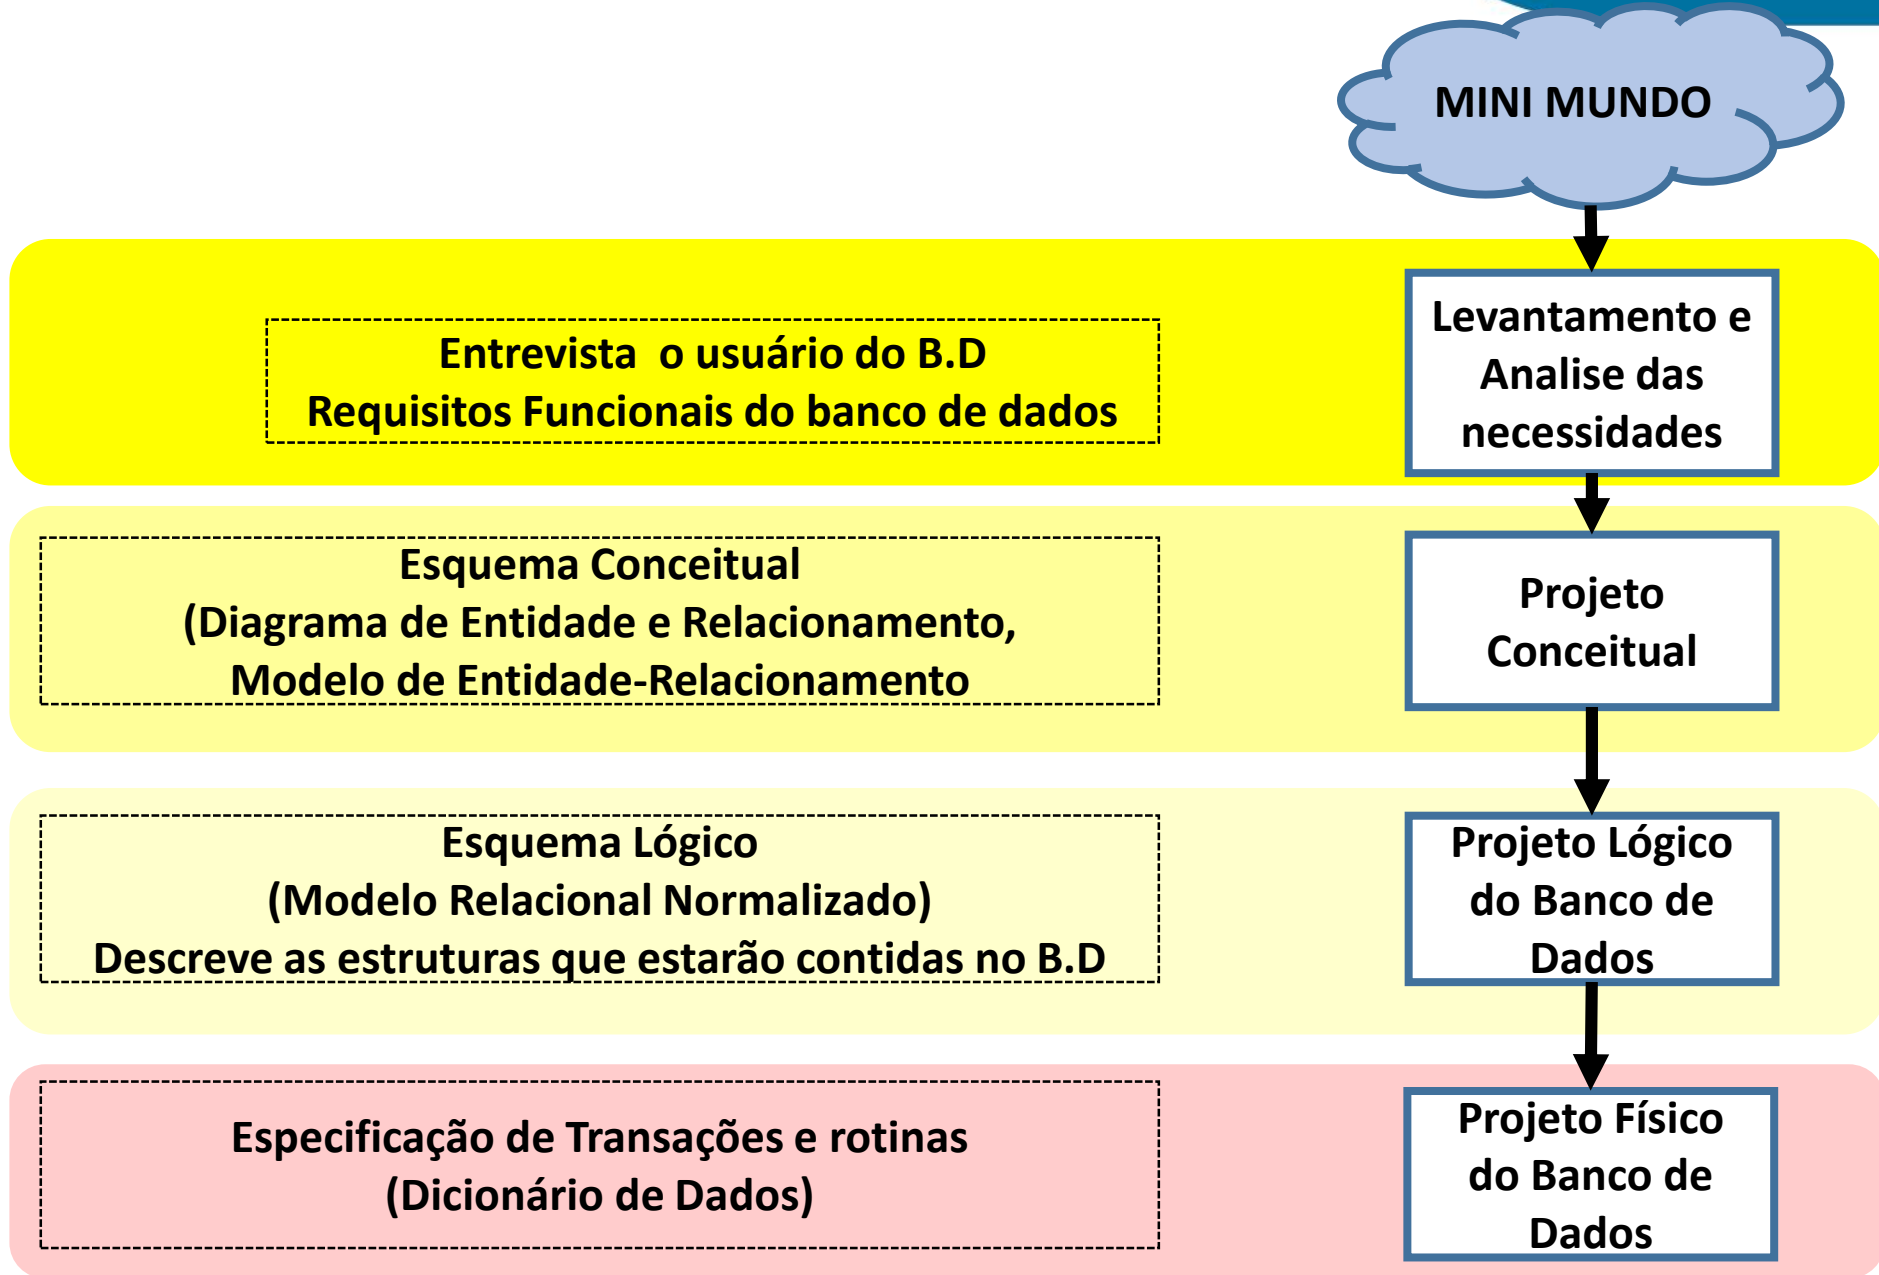 MINI MUNDO
Entrevista o usuário do B.D
Requisitos Funcionais do banco de dados
Levantamento e
Analise das
necessidades
Esquema Conceitual
(Diagrama de Entidade e Relacionamento,
Modelo de Entidade-Relacionamento
Projeto
Conceitual
Esquema Lógico
(Modelo Relacional Normalizado)
Descreve as estruturas que estarão contidas no B.D
Projeto Lógico
do Banco de
Dados
Especificação de Transações e rotinas
(Dicionário de Dados)
Projeto Físico
do Banco de
Dados